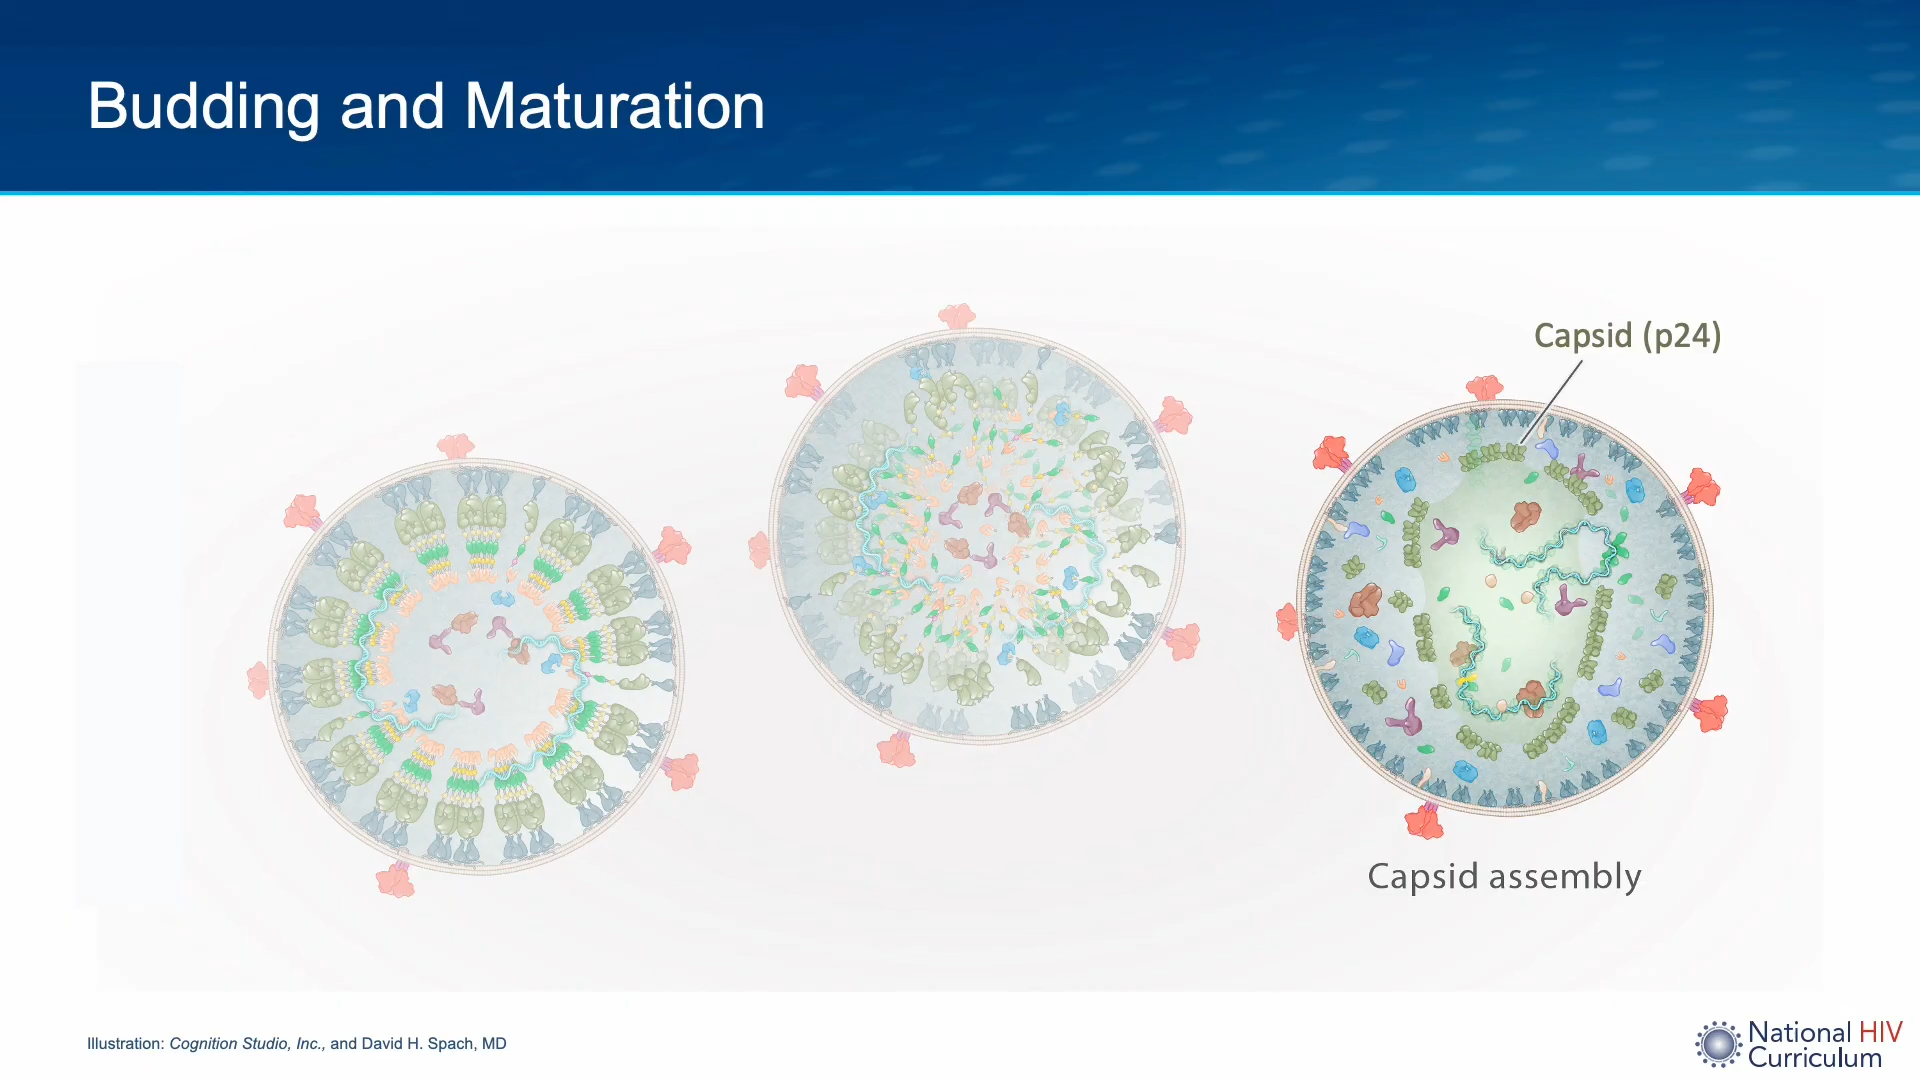 Budding and Maturation
Capsid (p24)
Capsid assembly
Illustration: Cognition Studio, Inc., and David H. Spach, MD
National HIV
Curriculum